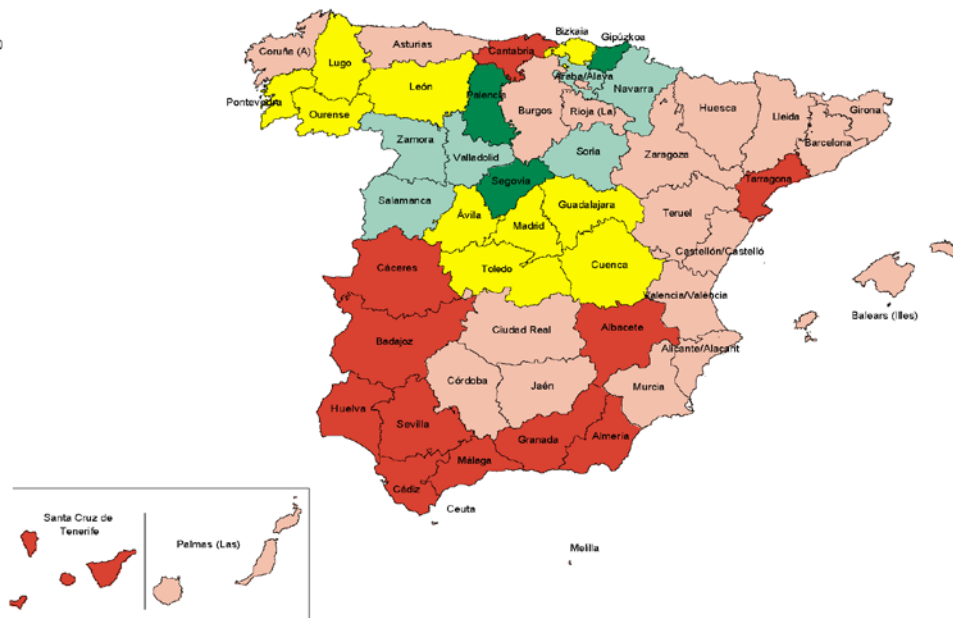 Bizkaia
Gipúzkoa
Coruñe (A)
Asturias
Cantabria
Lugo
León
Palencia
Araba/Alava
Navarra
Pontevedra
Ourense
Burgos
Rioja (La)
Huesca
Lleida
Girona
Barcelona
Zamora
Valladolid
Soria
Zaragoza
Salamanca
Segovia
Tarragona
Ávila
Madrid
Guadalajara
Teruel
Cáceres
Toledo
Cuenca
Castellón/Castelló
Valencia/València
Balears (Illes)
Badajoz
Ciudad Real
Albacete
Alicante/Alacant
Córdoba
Jaén
Murcia
Huelva
Sevilla
Granada
Almería
Málaga
Cádiz
Ceuta
Melilla
Santa Cruz de
Tenerife
Palmas (Las)